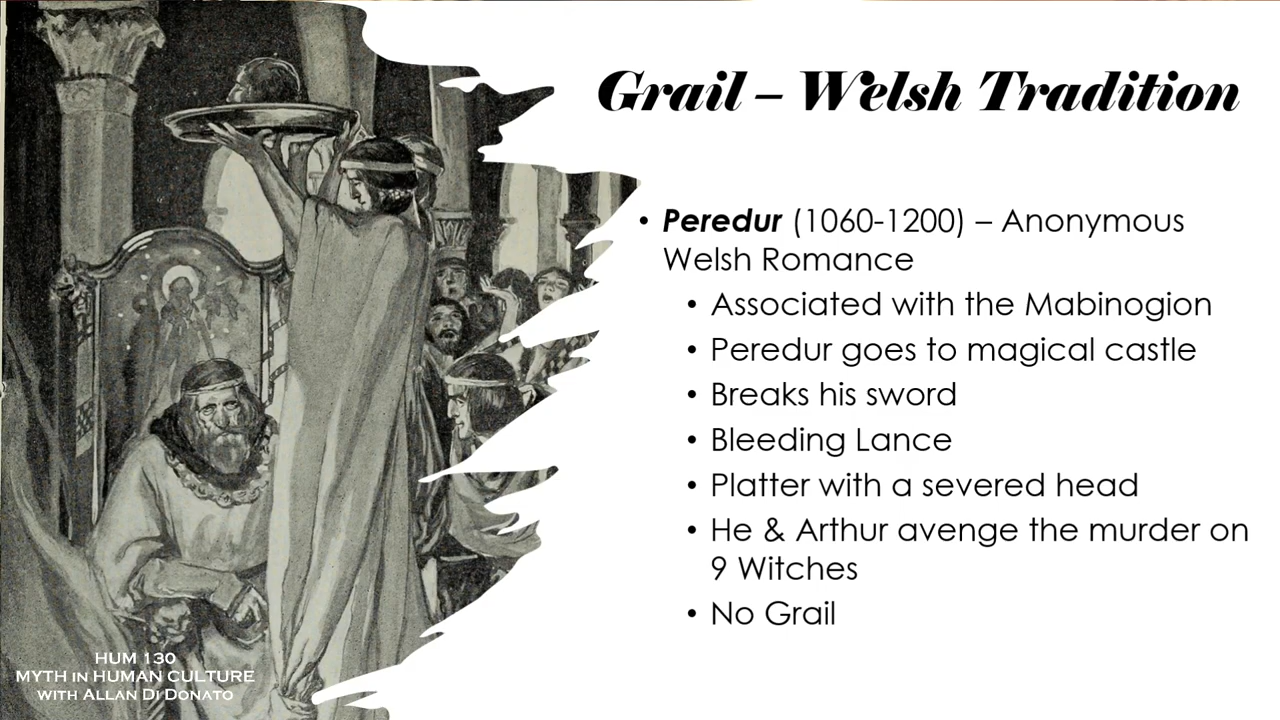 Grail – Welsh Tradition
• Peredur (1060-1200) – Anonymous
Welsh Romance
• Associated with the Mabinogion
• Peredur goes to magical castle
• Breaks his sword
• Bleeding Lance
• Platter with a severed head
• He & Arthur avenge the murder on
9 Witches
• No Grail
HUM 130
MYTH in HUMAN CULTURE
WITH ALLAN DI DONATO